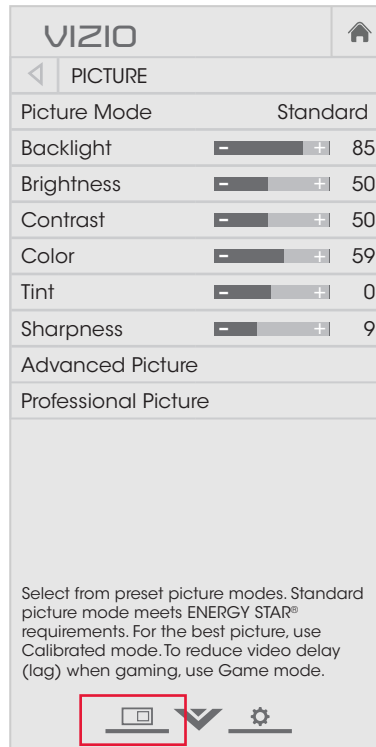 VIZIO
PICTURE
Picture Mode Standard
Backlight - + 85
Brightness - + 50
Contrast - + 50
Color - + 59
Tint - + 0
Sharpness - + 9
Advanced Picture
Professional Picture
Select from preset picture modes. Standard
picture mode meets ENERGY STAR®
requirements. For the best picture, use
Calibrated mode. To reduce video delay
(lag) when gaming, use Game mode.